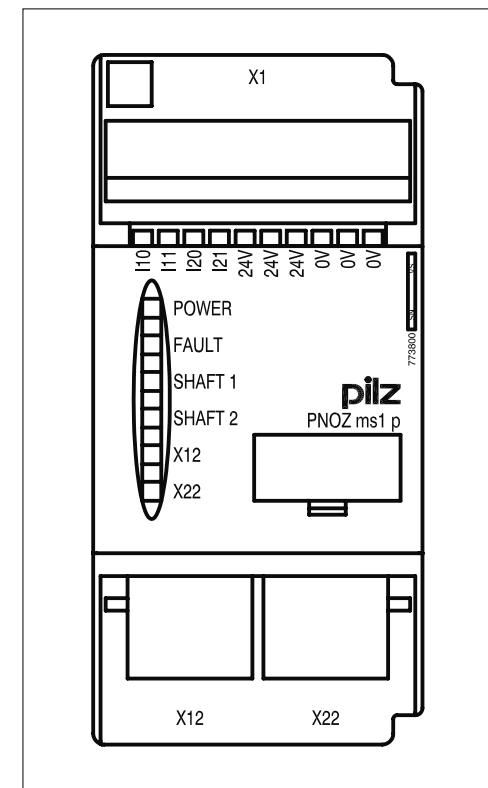 X1
I10 I11 I20 I21 24V 24V 24V 0V 0V 0V
POWER
FAULT
SHAFT 1
SHAFT 2
X12
X22
773800
pilz
PNOZ ms1 p
X12 X22